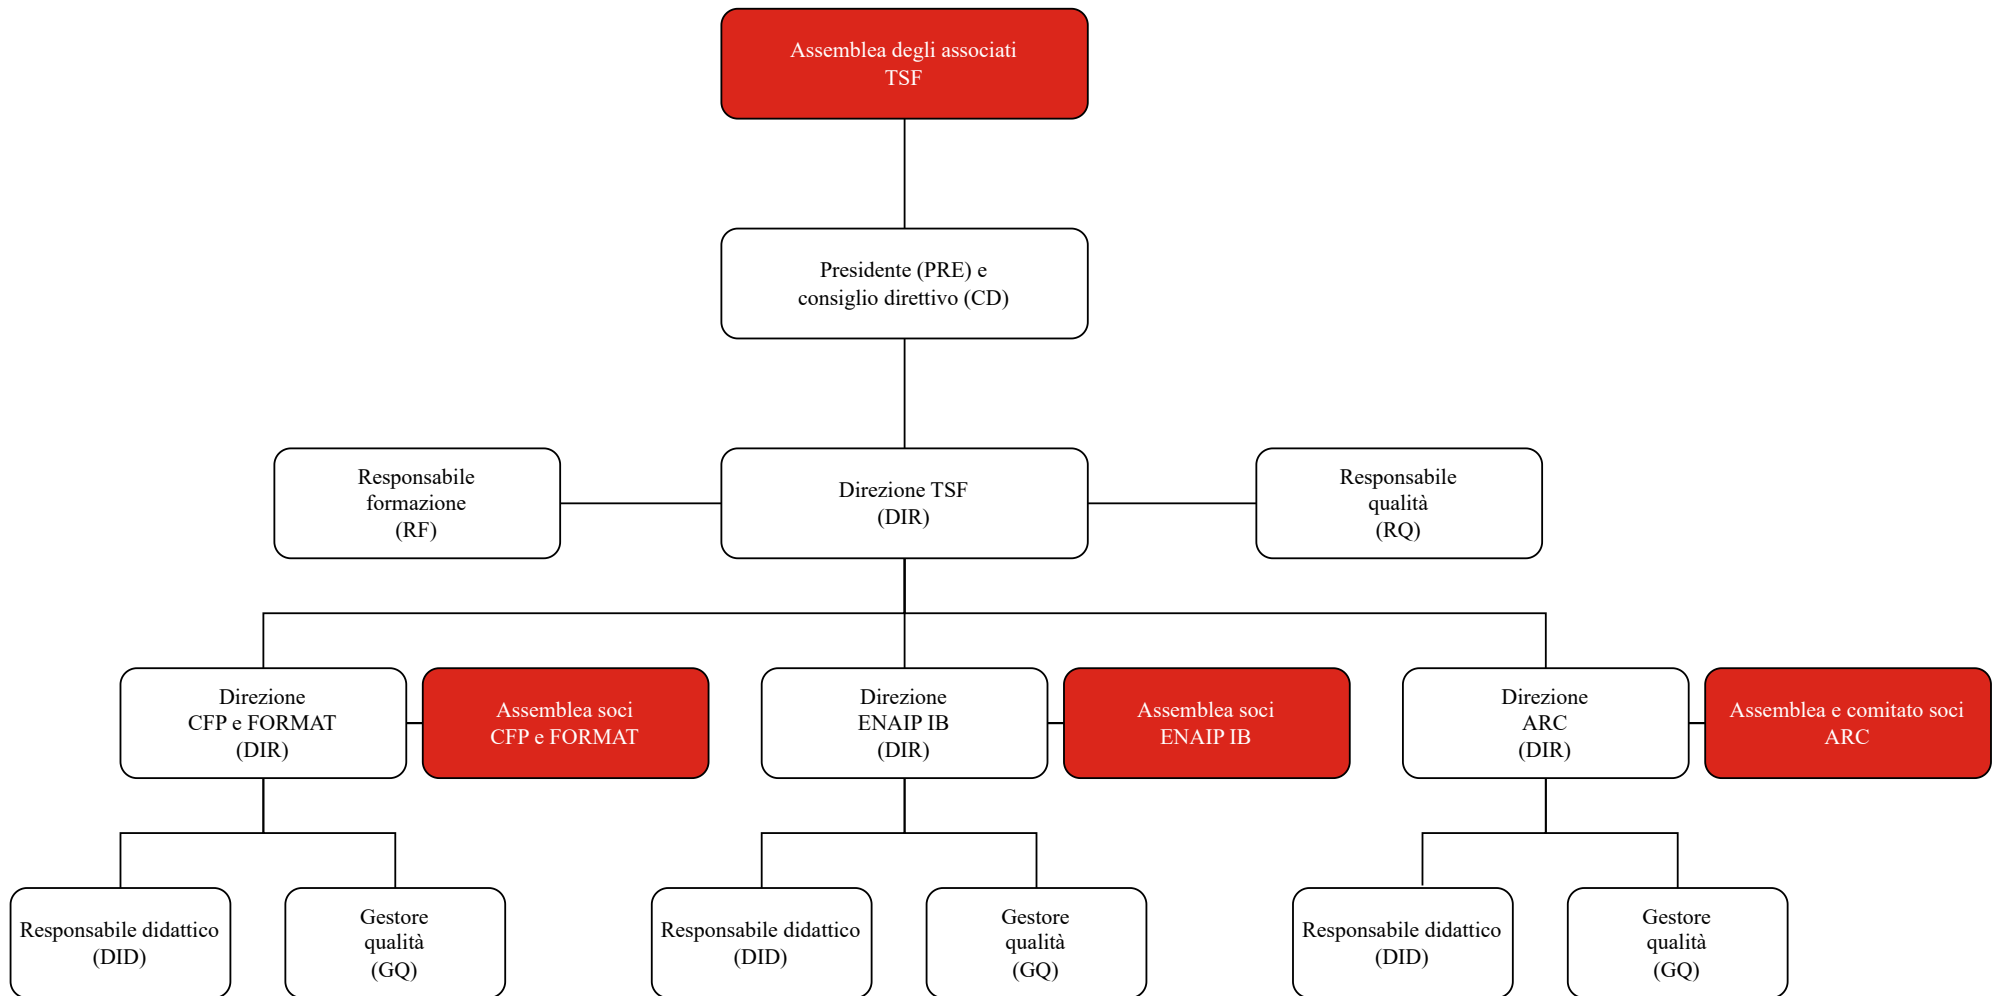 Assemblea degli associati
TSF
Presidente (PRE) e
consiglio direttivo (CD)
Responsabile
formazione
(RF)
Direzione TSF
(DIR)
Responsabile
qualità
(RQ)
Direzione
CFP e FORMAT
(DIR)
Assemblea soci
CFP e FORMAT
Direzione
ENAIP IB
(DIR)
Assemblea soci
ENAIP IB
Direzione
ARC
(DIR)
Assemblea e comitato soci
ARC
Responsabile didattico
(DID)
Gestore
qualità
(GQ)
Responsabile didattico
(DID)
Gestore
qualità
(GQ)
Responsabile didattico
(DID)
Gestore
qualità
(GQ)